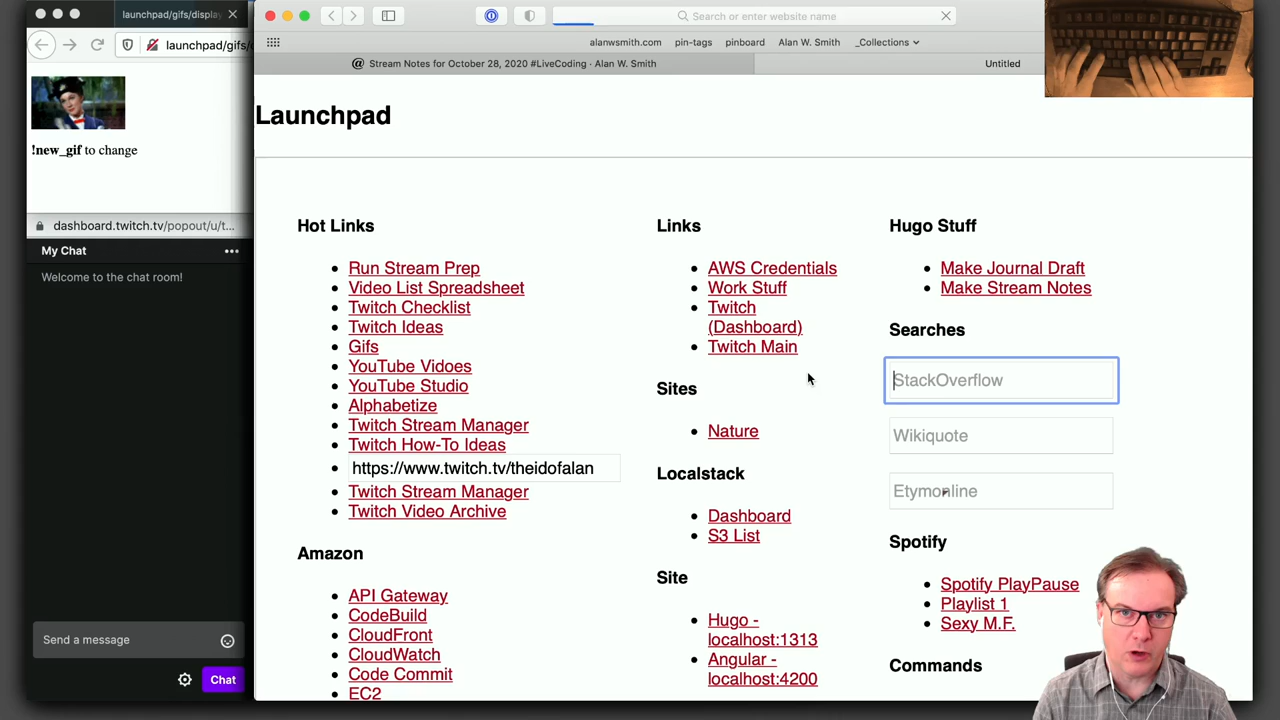 launchpad/gifs/display
launchpad/gifs/
!new_gif to change
dashboard.twitch.tv/popout/u/t...
My Chat
Welcome to the chat room!
Send a message
Chat
Search or enter website name
alanwsmith.com
pin-tags
pinboard
Alan W. Smith
_Collections
Stream Notes for October 28, 2020 #LiveCoding - Alan W. Smith
Untitled
Launchpad
Hot Links
Run Stream Prep
Video List Spreadsheet
Twitch Checklist
Twitch Ideas
Gifs
YouTube Vidoes
YouTube Studio
Alphabetize
Twitch Stream Manager
Twitch How-To Ideas
https://www.twitch.tv/theidofalan
Twitch Stream Manager
Twitch Video Archive
Amazon
API Gateway
CodeBuild
CloudFront
CloudWatch
Code Commit
EC2
Links
AWS Credentials
Work Stuff
Twitch
(Dashboard)
Twitch Main
Sites
Nature
Localstack
Dashboard
S3 List
Site
Hugo -
localhost:1313
Angular -
localhost:4200
Hugo Stuff
Make Journal Draft
Make Stream Notes
Searches
StackOverflow
Wikiquote
Etymonline
Spotify
Spotify PlayPause
Playlist 1
Sexy M.F.
Commands